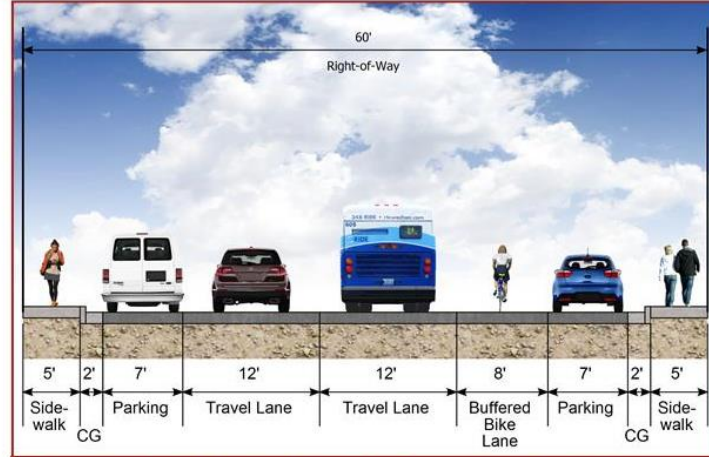 60'
Right-of-Way
RIDE
5' 2' 7' 12' 12' 8' 7' 2' 5'
Side-
walk
CG
Parking
Travel Lane
Travel Lane
Buffered
Bike
Lane
Parking
CG
Side-
walk